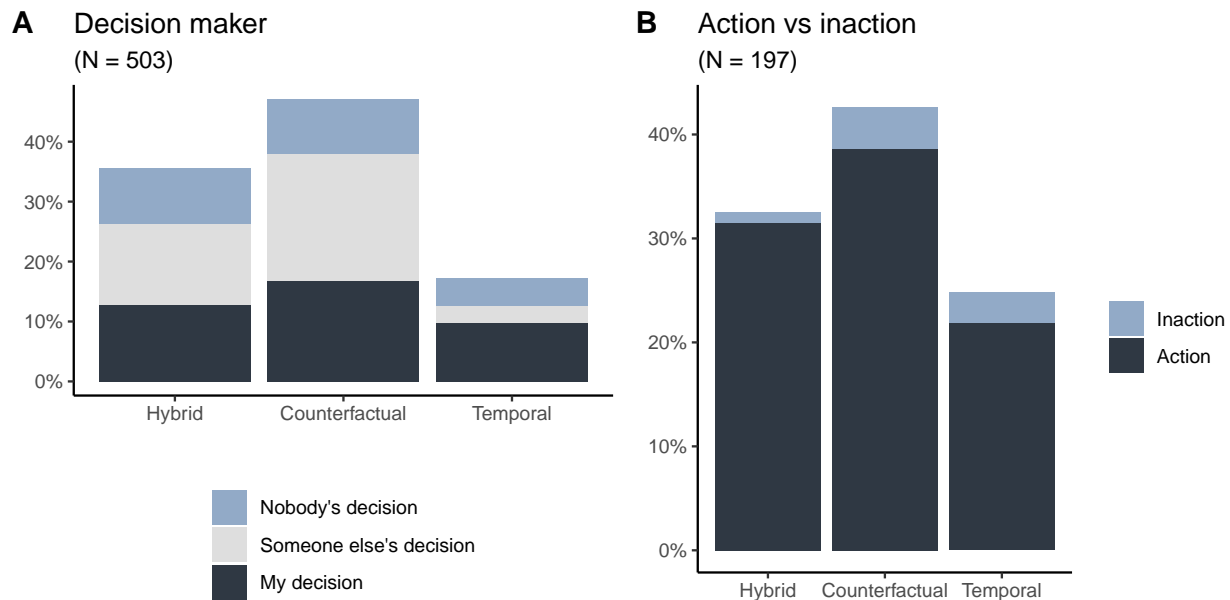 A Decision maker
(N = 503)
40%
30%
20%
10%
0%
Hybrid Counterfactual Temporal
Nobody's decision
Someone else's decision
My decision
B Action vs inaction
(N = 197)
40%
30%
20%
10%
0%
Hybrid Counterfactual Temporal
Inaction
Action